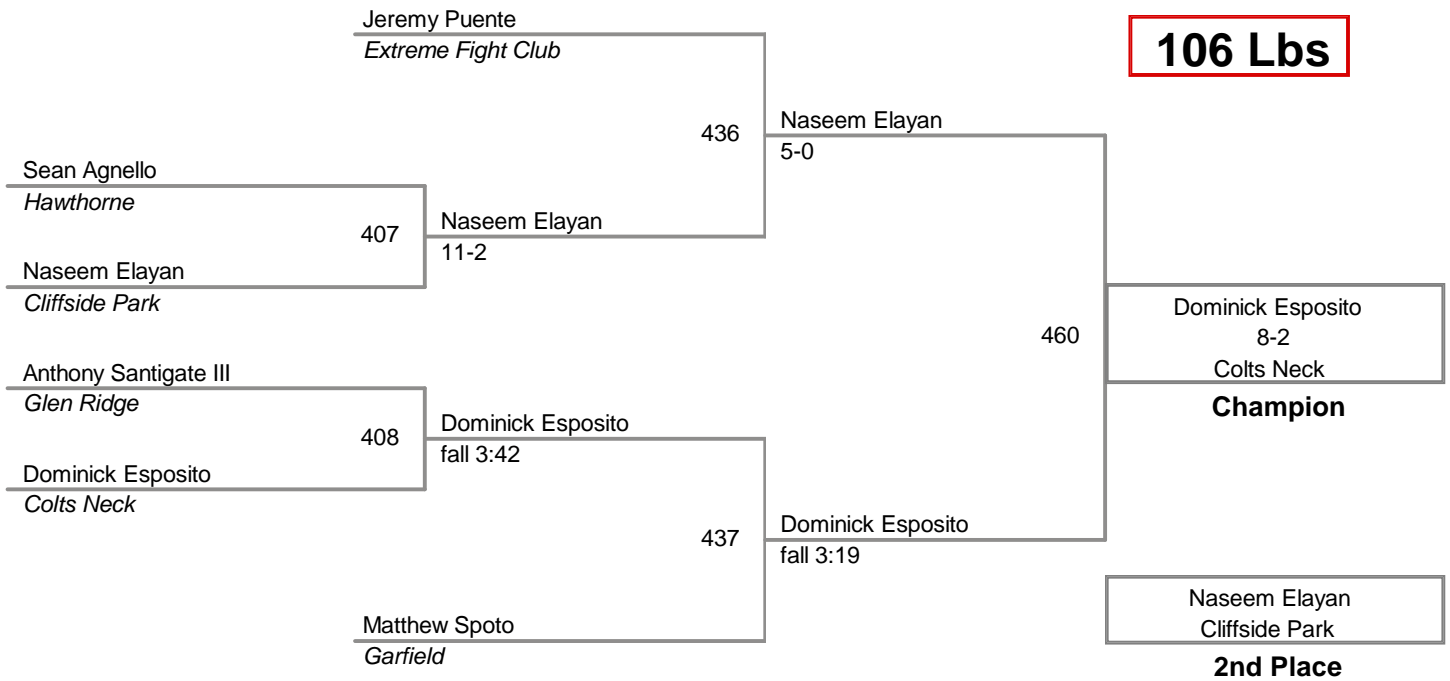 Jeremy Puente
Extreme Fight Club
106 Lbs
436
Naseem Elayan
5-0
Sean Agnello
Hawthorne
407
Naseem Elayan
11-2
Naseem Elayan
Cliffside Park
460
Dominick Esposito
8-2
Colts Neck
Champion
Anthony Santigate III
Glen Ridge
408
Dominick Esposito
fall 3:42
Dominick Esposito
Colts Neck
437
Dominick Esposito
fall 3:19
Matthew Spoto
Garfield
Naseem Elayan
Cliffside Park
2nd Place